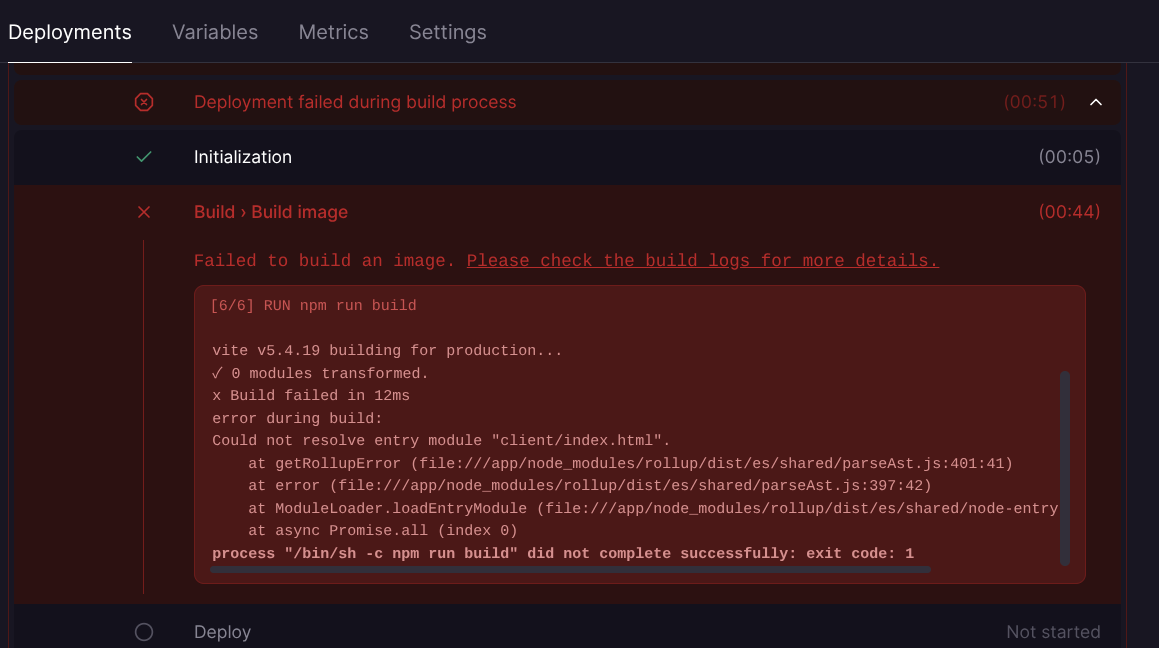 Deployments Variables Metrics Settings
Deployment failed during build process (00:51)
Initialization (00:05)
Build › Build image (00:44)
Failed to build an image. Please check the build logs for more details.
[6/6] RUN npm run build
vite v5.4.19 building for production...
✓ 0 modules transformed.
x Build failed in 12ms
error during build:
Could not resolve entry module "client/index.html".
at getRollupError (file:///app/node_modules/rollup/dist/es/shared/parseAst.js:401:41)
at error (file:///app/node_modules/rollup/dist/es/shared/parseAst.js:397:42)
at ModuleLoader.loadEntryModule (file:///app/node_modules/rollup/dist/es/shared/node-entry
at async Promise.all (index 0)
process "/bin/sh -c npm run build" did not complete successfully: exit code: 1
Deploy Not started